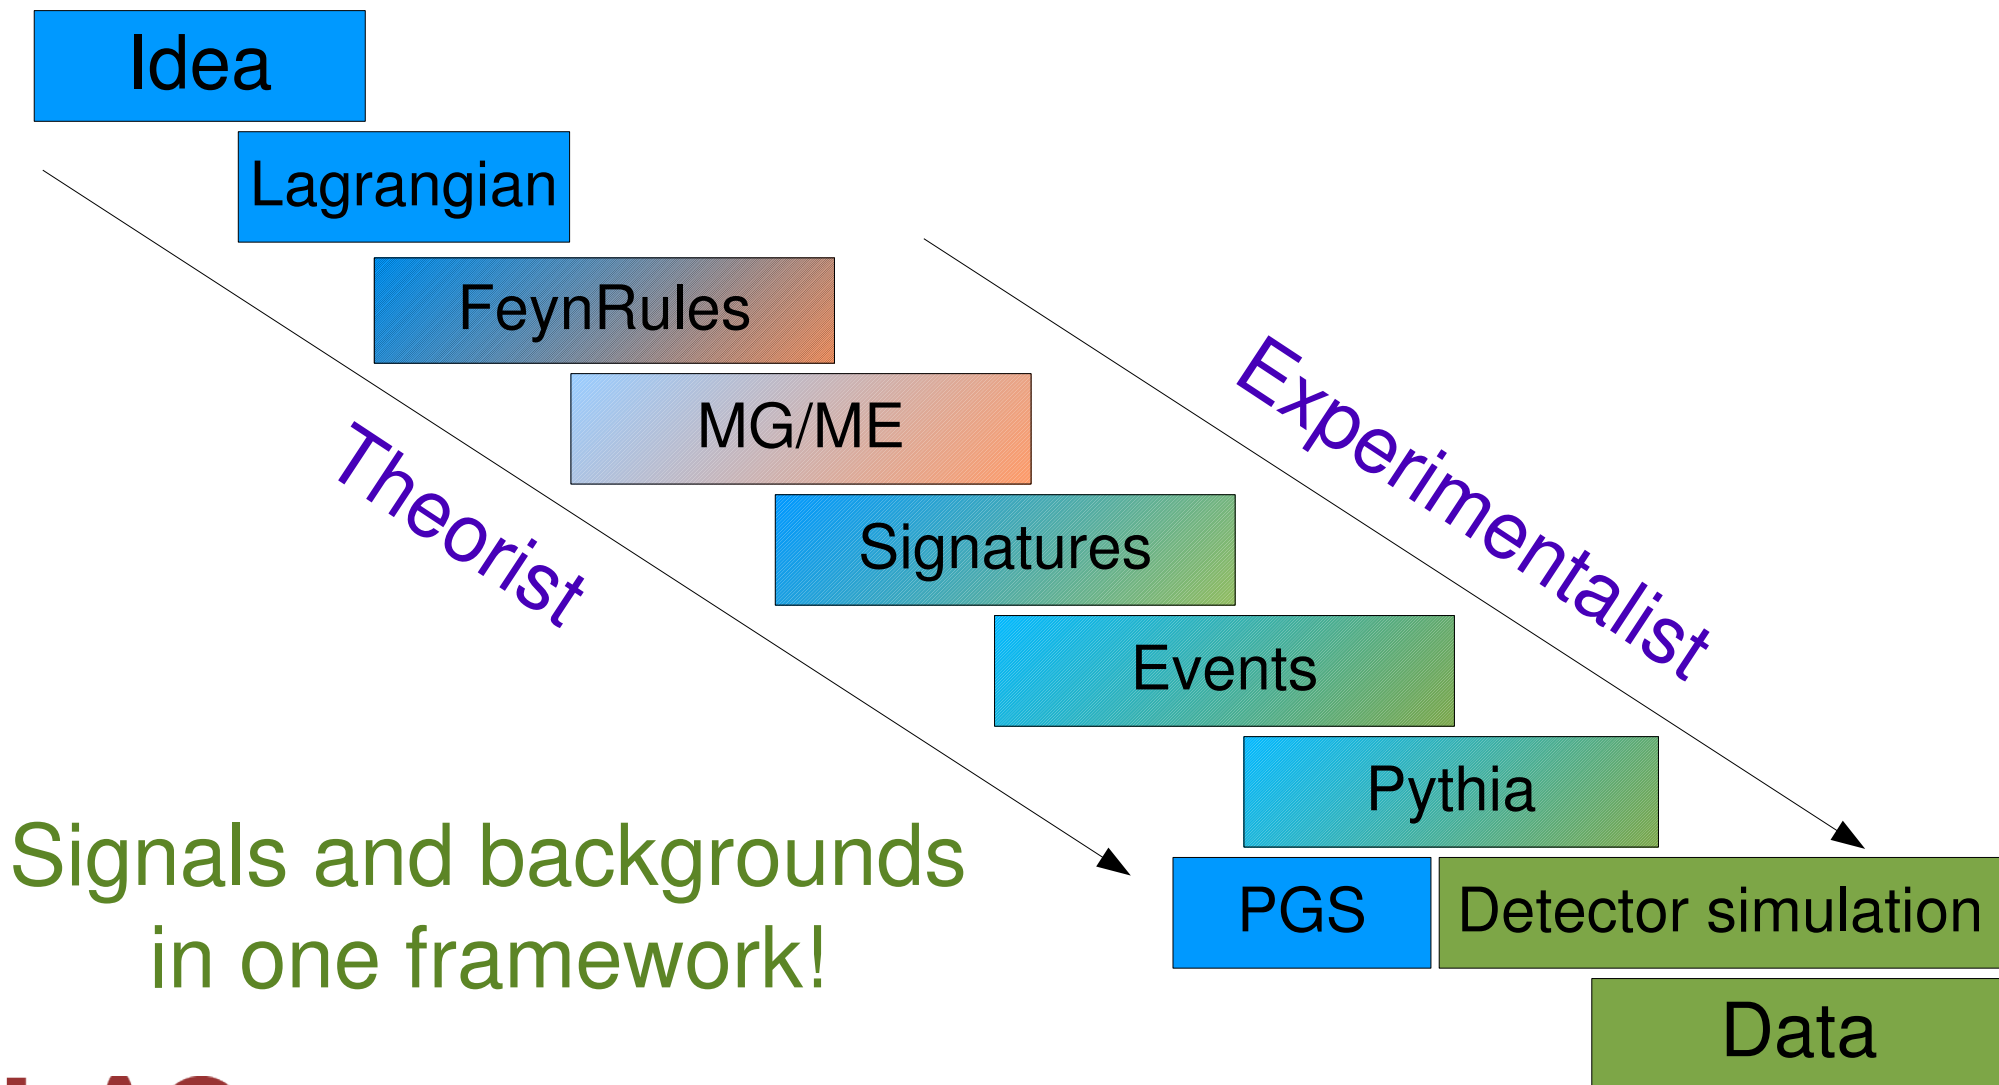 Idea
Lagrangian
FeynRules
MG/ME
Signatures
Events
Pythia
PGS
Detector simulation
Data
Theorist
Experimentalist
Signals and backgrounds
in one framework!